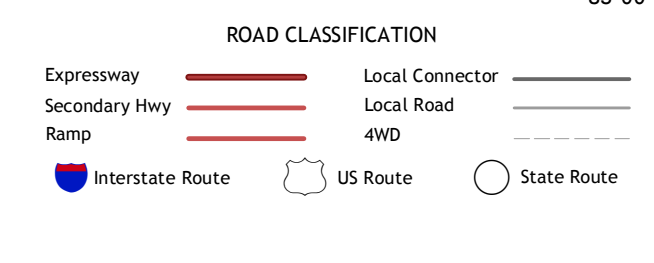 ROAD CLASSIFICATION
Expressway
Local Connector
Secondary Hwy
Local Road
Ramp
4WD
Interstate Route
US Route
State Route